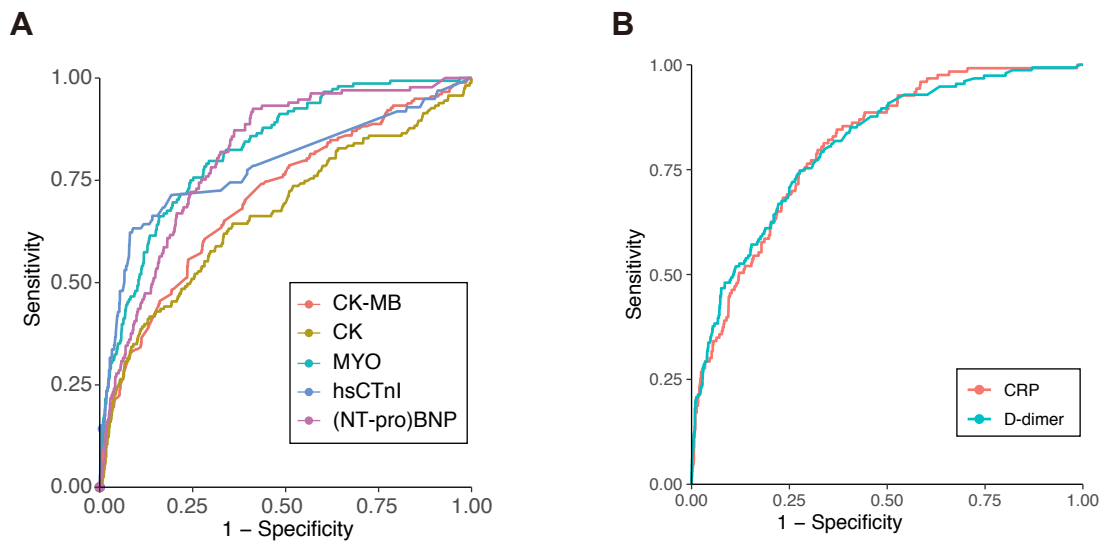 A
1.00
0.75
0.50
0.25
0.00
Sensitivity
CK-MB
CK
MYO
hsCTnI
(NT-pro)BNP
0.00 0.25 0.50 0.75 1.00
1 – Specificity
B
1.00
0.75
0.50
0.25
0.00
Sensitivity
CRP
D-dimer
0.00 0.25 0.50 0.75 1.00
1 – Specificity